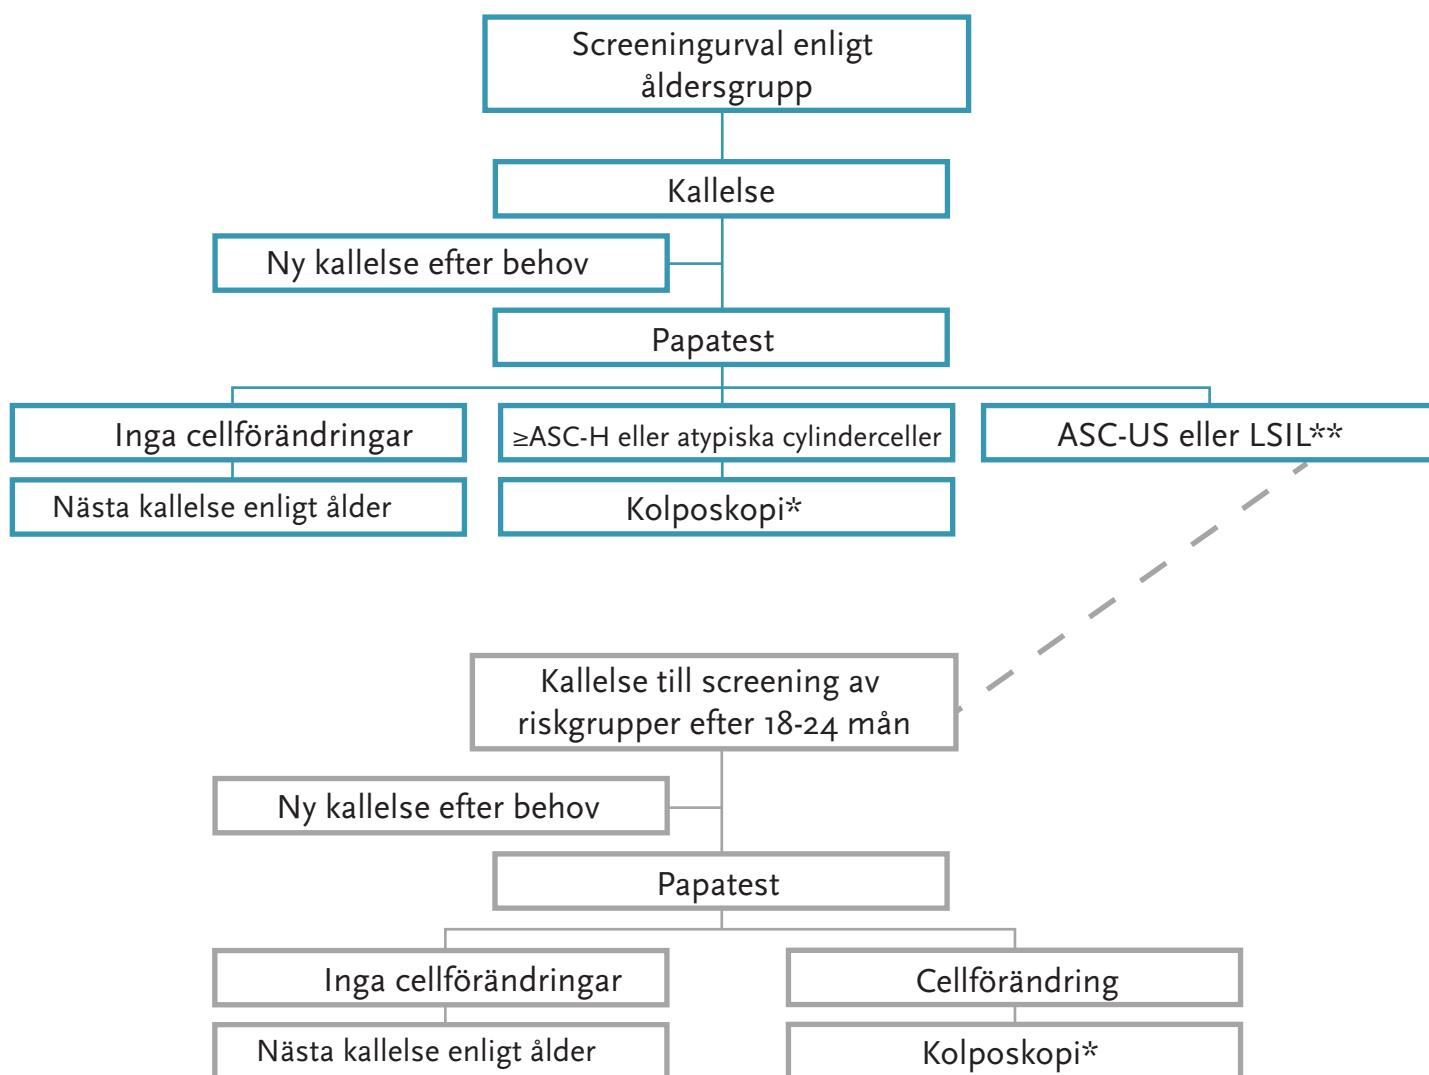 Screeningurval enligt
åldersgrupp
Kallelse
Ny kallelse efter behov
Papatest
Inga cellförändringar
≥ASC-H eller atypiska cylinderceller
ASC-US eller LSIL**
Nästa kallelse enligt ålder
Kolposkopi*
Kallelse till screening av
riskgrupper efter 18-24 mån
Ny kallelse efter behov
Papatest
Inga cellförändringar
Cellförändring
Nästa kallelse enligt ålder
Kolposkopi*